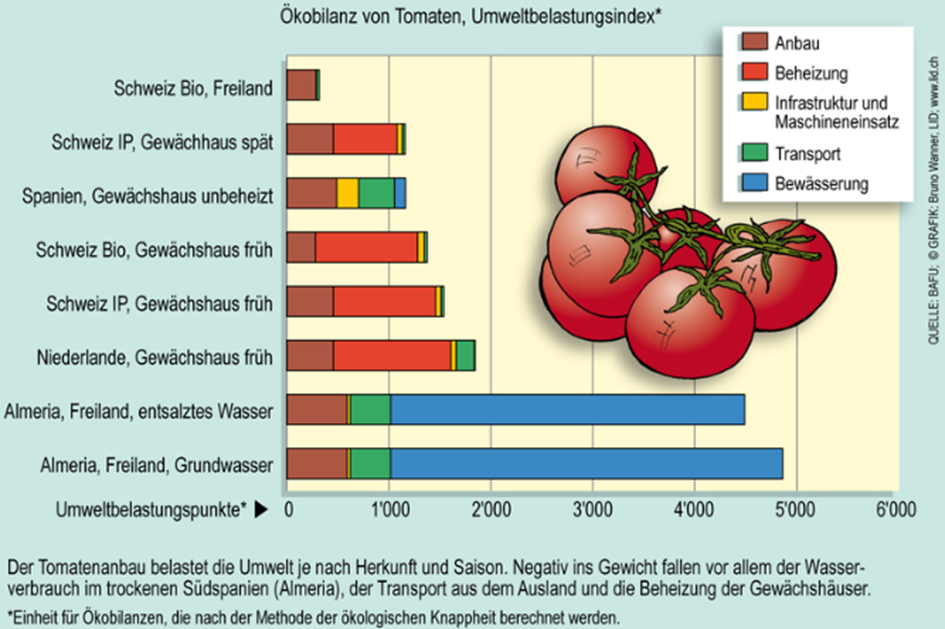 Ökobilanz von Tomaten, Umweltbelastungsindex*
Anbau
Beheizung
Infrastruktur und
Maschineneinsatz
Transport
Bewässerung
Schweiz Bio, Freiland
Schweiz IP, Gewächhaus spät
Spanien, Gewächshaus unbeheizt
Schweiz Bio, Gewächshaus früh
Schweiz IP, Gewächshaus früh
Niederlande, Gewächshaus früh
Almeria, Freiland, entsalztes Wasser
Almeria, Freiland, Grundwasser
Umweltbelastungspunkte* ▶ 0 1'000 2'000 3'000 4'000 5'000 6'000
QUELLE: BAFU; © GRAFIK: Bruno Wanner, LID; www.lid.ch
Der Tomatenanbau belastet die Umwelt je nach Herkunft und Saison. Negativ ins Gewicht fallen vor allem der Wasser-
verbrauch im trockenen Südspanien (Almeria), der Transport aus dem Ausland und die Beheizung der Gewächshäuser.
*Einheit für Ökobilanzen, die nach der Methode der ökologischen Knappheit berechnet werden.